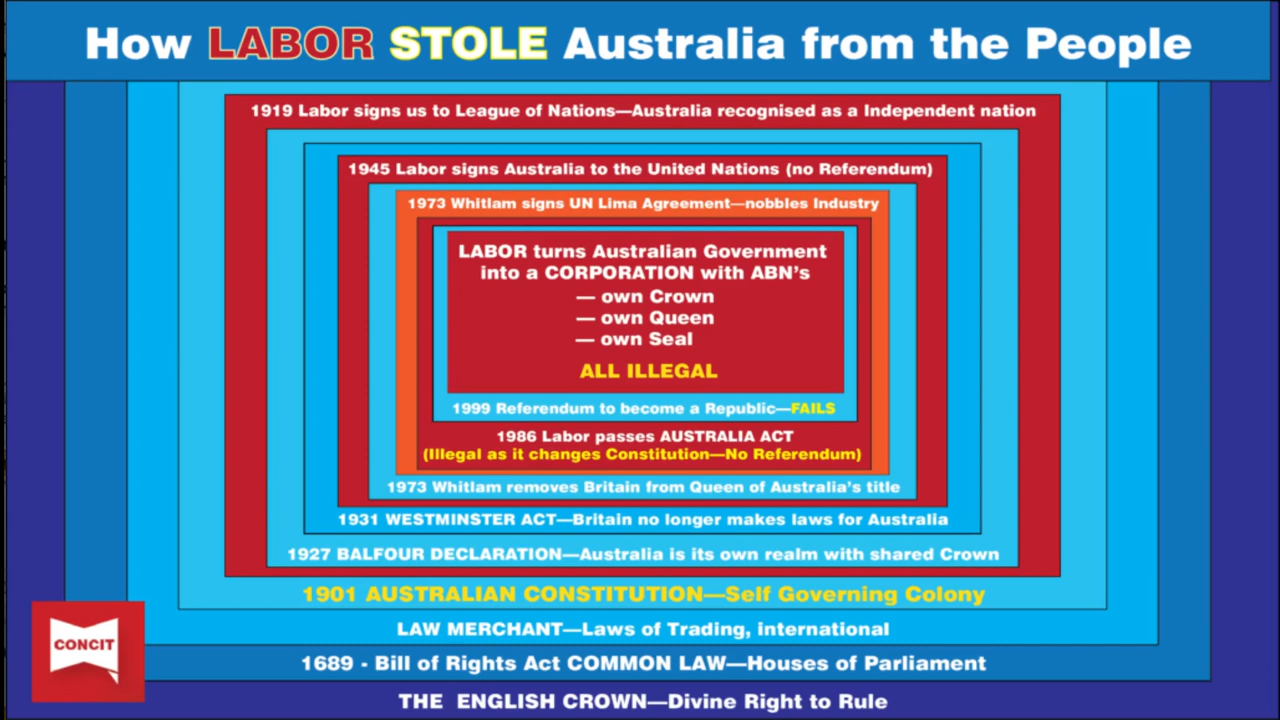 How LABOR STOLE Australia from the People
1919 Labor signs us to League of Nations—Australia recognised as a Independent nation
1945 Labor signs Australia to the United Nations (no Referendum)
1973 Whitlam signs UN Lima Agreement—nobbles Industry
LABOR turns Australian Government
into a CORPORATION with ABN's
— own Crown
— own Queen
— own Seal
ALL ILLEGAL
1999 Referendum to become a Republic—FAILS
1986 Labor passes AUSTRALIA ACT
(Illegal as it changes Constitution—No Referendum)
1973 Whitlam removes Britain from Queen of Australia's title
1931 WESTMINSTER ACT—Britain no longer makes laws for Australia
1927 BALFOUR DECLARATION—Australia is its own realm with shared Crown
1901 AUSTRALIAN CONSTITUTION—Self Governing Colony
LAW MERCHANT—Laws of Trading, international
1689 - Bill of Rights Act COMMON LAW—Houses of Parliament
THE ENGLISH CROWN—Divine Right to Rule
CONCIT